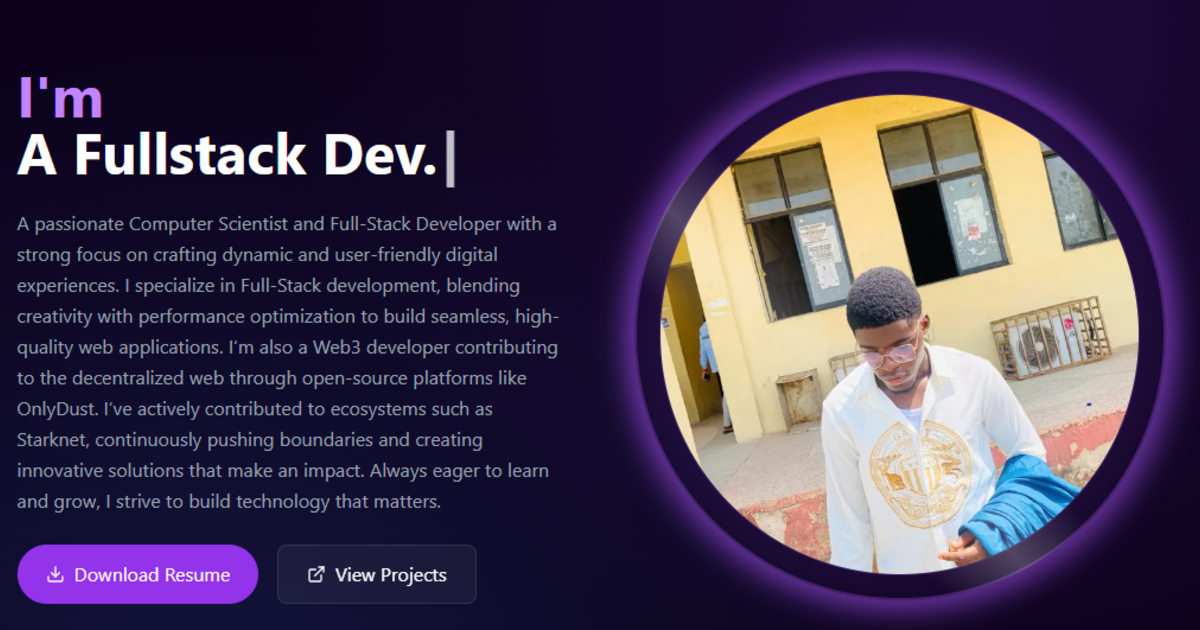 I'm
A Fullstack Dev.
A passionate Computer Scientist and Full-Stack Developer with a
strong focus on crafting dynamic and user-friendly digital
experiences. I specialize in Full-Stack development, blending
creativity with performance optimization to build seamless, high-
quality web applications. I’m also a Web3 developer contributing
to the decentralized web through open-source platforms like
OnlyDust. I’ve actively contributed to ecosystems such as
Starknet, continuously pushing boundaries and creating
innovative solutions that make an impact. Always eager to learn
and grow, I strive to build technology that matters.
Download Resume
View Projects